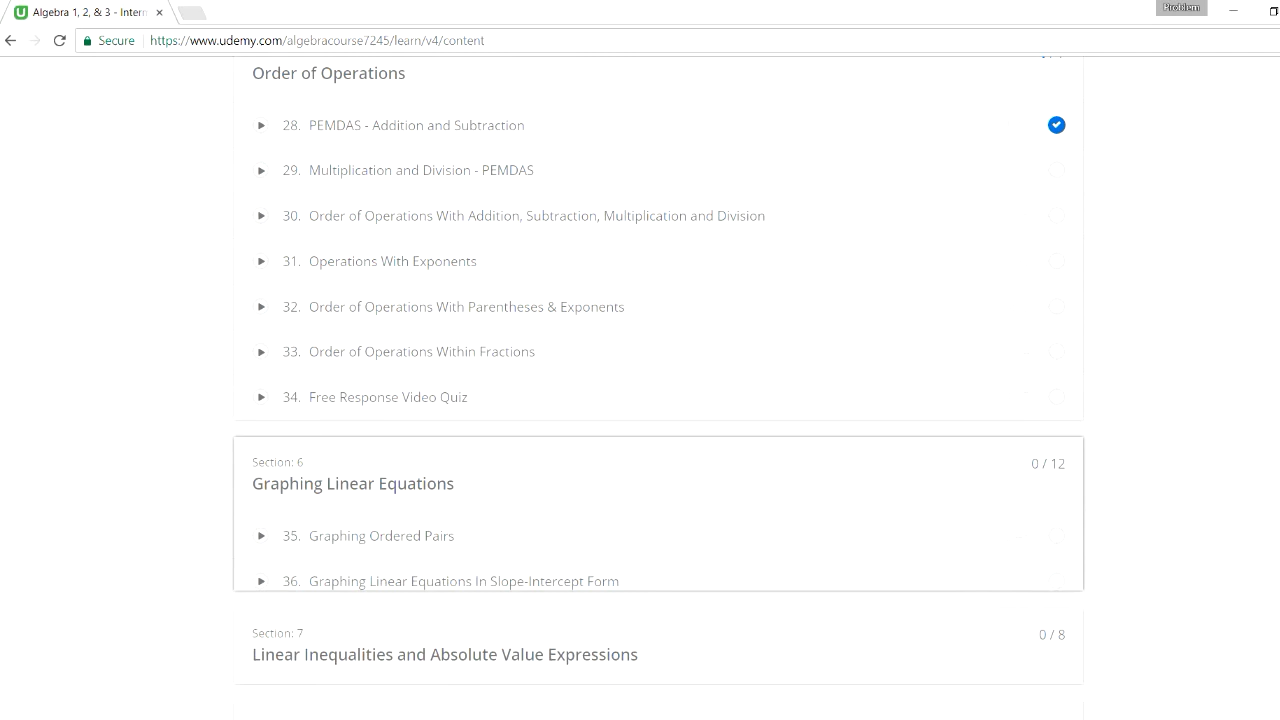 Algebra 1, 2, & 3 - Intern
Problem
Secure
https://www.udemy.com/algebracourse7245/learn/v4/content
Order of Operations
28. PEMDAS - Addition and Subtraction
29. Multiplication and Division - PEMDAS
30. Order of Operations With Addition, Subtraction, Multiplication and Division
31. Operations With Exponents
32. Order of Operations With Parentheses & Exponents
33. Order of Operations Within Fractions
34. Free Response Video Quiz
Section: 6
0 / 12
Graphing Linear Equations
35. Graphing Ordered Pairs
36. Graphing Linear Equations In Slope-Intercept Form
Section: 7
0 / 8
Linear Inequalities and Absolute Value Expressions